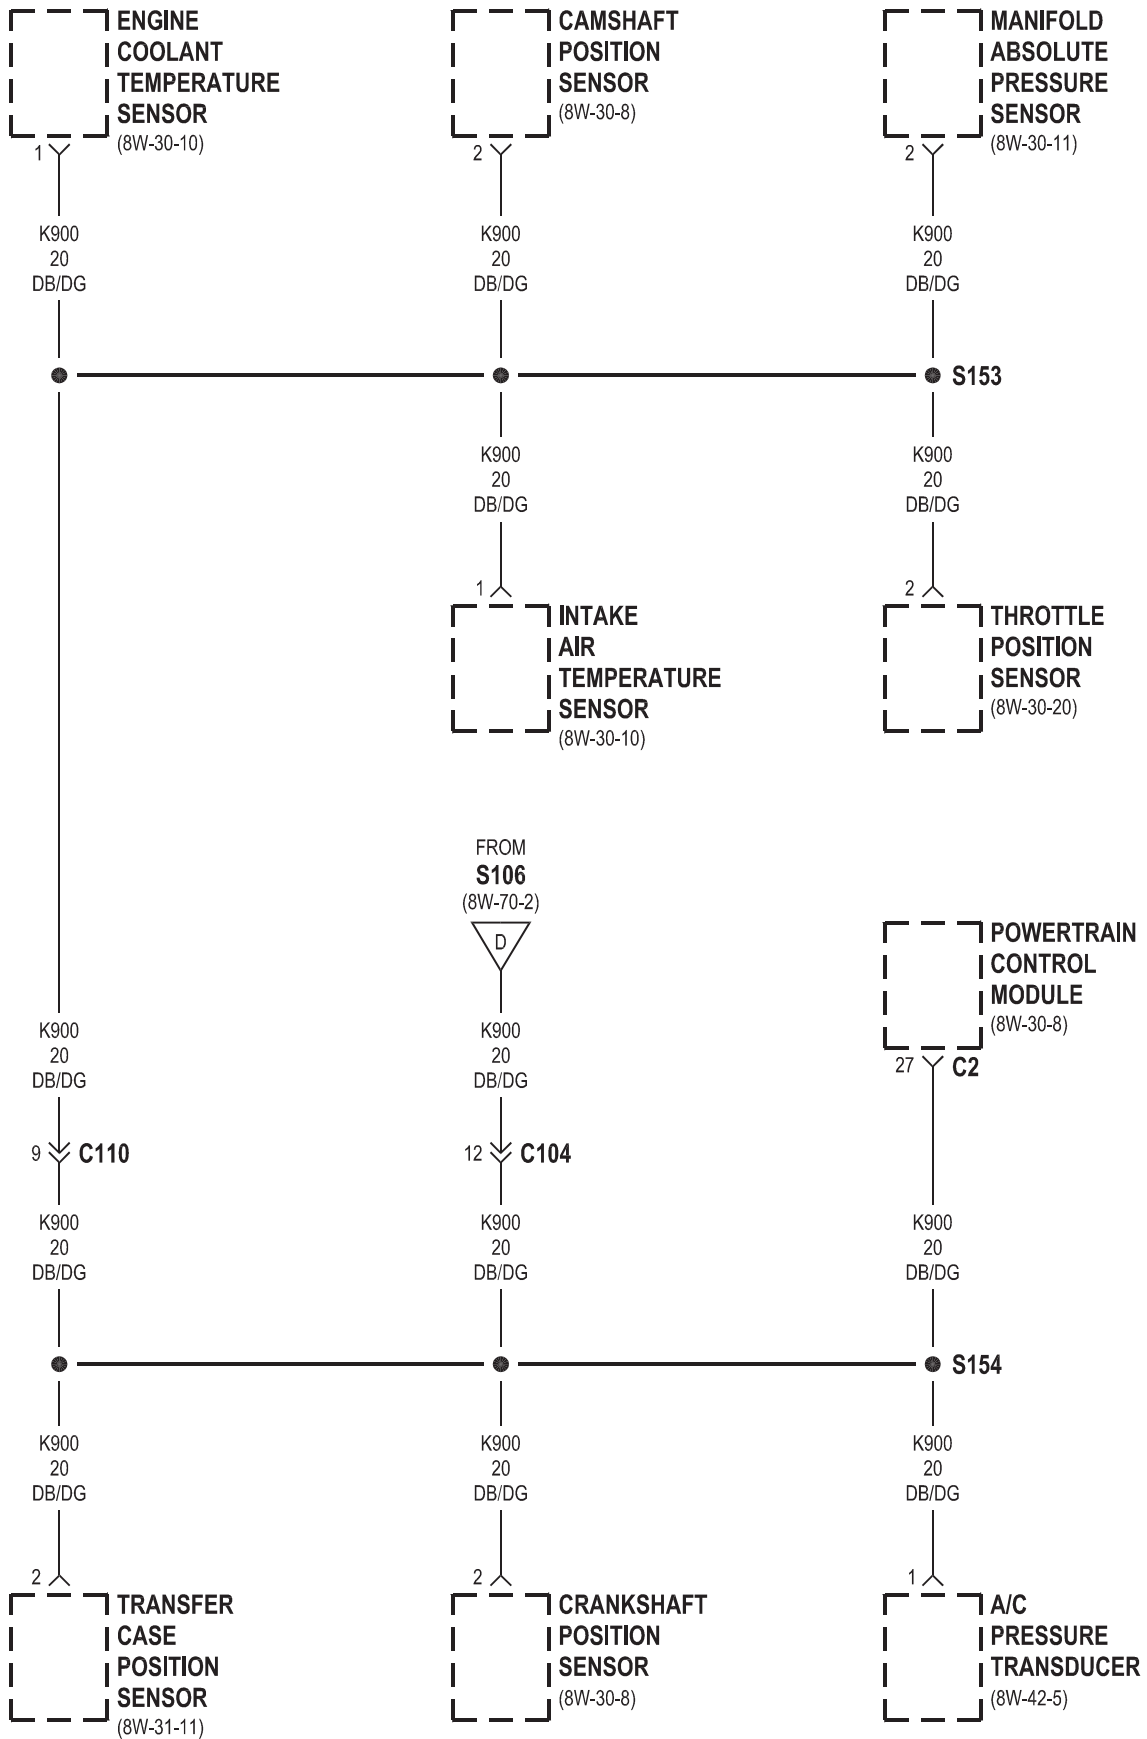 ENGINE
COOLANT
TEMPERATURE
SENSOR
(8W-30-10)
1
K900
20
DB/DG
CAMSHAFT
POSITION
SENSOR
(8W-30-8)
2
K900
20
DB/DG
MANIFOLD
ABSOLUTE
PRESSURE
SENSOR
(8W-30-11)
2
K900
20
DB/DG
S153
K900
20
DB/DG
1
INTAKE
AIR
TEMPERATURE
SENSOR
(8W-30-10)
K900
20
DB/DG
2
THROTTLE
POSITION
SENSOR
(8W-30-20)
FROM
S106
(8W-70-2)
D
POWERTRAIN
CONTROL
MODULE
(8W-30-8)
27
C2
K900
20
DB/DG
9
C110
K900
20
DB/DG
K900
20
DB/DG
12
C104
K900
20
DB/DG
K900
20
DB/DG
S154
K900
20
DB/DG
2
TRANSFER
CASE
POSITION
SENSOR
(8W-31-11)
K900
20
DB/DG
2
CRANKSHAFT
POSITION
SENSOR
(8W-30-8)
K900
20
DB/DG
1
A/C
PRESSURE
TRANSDUCER
(8W-42-5)